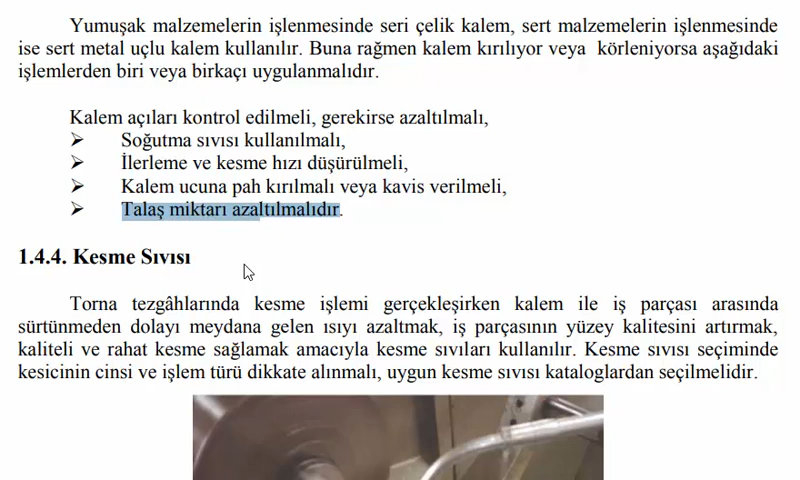 Yumuşak malzemelerin işlenmesinde seri çelik kalem, sert malzemelerin işlenmesinde
ise sert metal uçlu kalem kullanılır. Buna rağmen kalem kırılıyor veya körleniyorsa aşağıdaki
işlemlerden biri veya birkaçı uygulanmalıdır.
Kalem açıları kontrol edilmeli, gerekirse azaltılmalı,
➢ Soğutma sıvısı kullanılmalı,
➢ İlerleme ve kesme hızı düşürülmeli,
➢ Kalem ucuna pah kırılmalı veya kavis verilmeli,
➢ Talaş miktarı azaltılmalıdır.
1.4.4. Kesme Sıvısı
Torna tezgâhlarında kesme işlemi gerçekleşirken kalem ile iş parçası arasında
sürtünmeden dolayı meydana gelen ısıyı azaltmak, iş parçasının yüzey kalitesini artırmak,
kaliteli ve rahat kesme sağlamak amacıyla kesme sıvıları kullanılır. Kesme sıvısı seçiminde
kesicinin cinsi ve işlem türü dikkate alınmalı, uygun kesme sıvısı kataloglardan seçilmelidir.